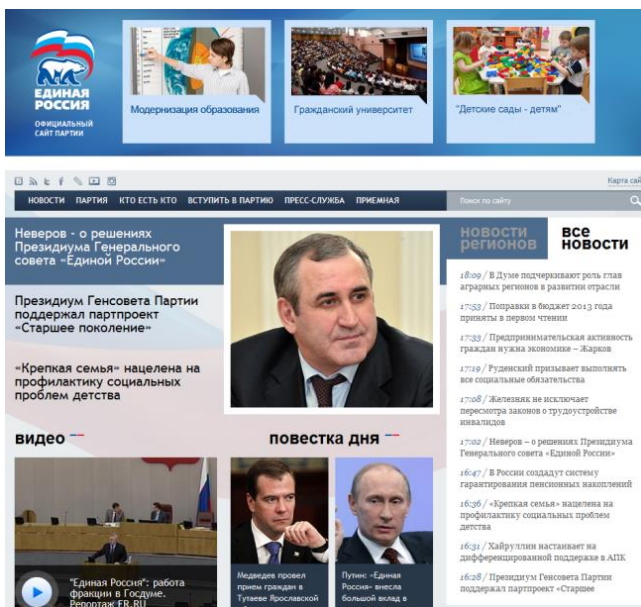 ЕДИНАЯ
РОССИЯ
ОФИЦИАЛЬНЫЙ
САЙТ ПАРТИИ
Модернизация образования
Гражданский университет
"Детские сады - детям"
Карта сай
НОВОСТИ ПАРТИЯ КТО ЕСТЬ КТО ВСТУПИТЬ В ПАРТИЮ ПРЕСС-СЛУЖБА ПРИЕМНАЯ
Поиск по сайту
Неверов - о решениях
Президиума Генерального
совета «Единой России»
Президиум Генсовета Партии
поддержал партпроект
«Старшее поколение»
«Крепкая семья» нацелена на
профилактику социальных
проблем детства
видео
"Единая Россия": работа
фракции в Госдуме.
Репортаж ER.RU
повестка дня
Медведев провел
прием граждан в
Тутаеве Ярославской
Путин: «Единая
Россия» внесла
большой вклад в
новости
регионов
все
новости
18:09 / В Думе подчеркивают роль глав
аграрных регионов в развитии отрасли
17:53 / Поправки в бюджет 2013 года
приняты в первом чтении
17:33 / Предпринимательская активность
граждан нужна экономике – Жарков
17:19 / Руденский призывает выполнять
все социальные обязательства
17:08 / Железняк не исключает
пересмотра законов о трудоустройстве
инвалидов
17:02 / Неверов – о решениях Президиума
Генерального совета «Единой России»
16:47 / В России создадут систему
гарантирования пенсионных накоплений
16:36 / «Крепкая семья» нацелена на
профилактику социальных проблем
детства
16:31 / Хайруллин настаивает на
дифференцированной поддержке в АПК
16:28 / Президиум Генсовета Партии
поддержал партпроект «Старшее